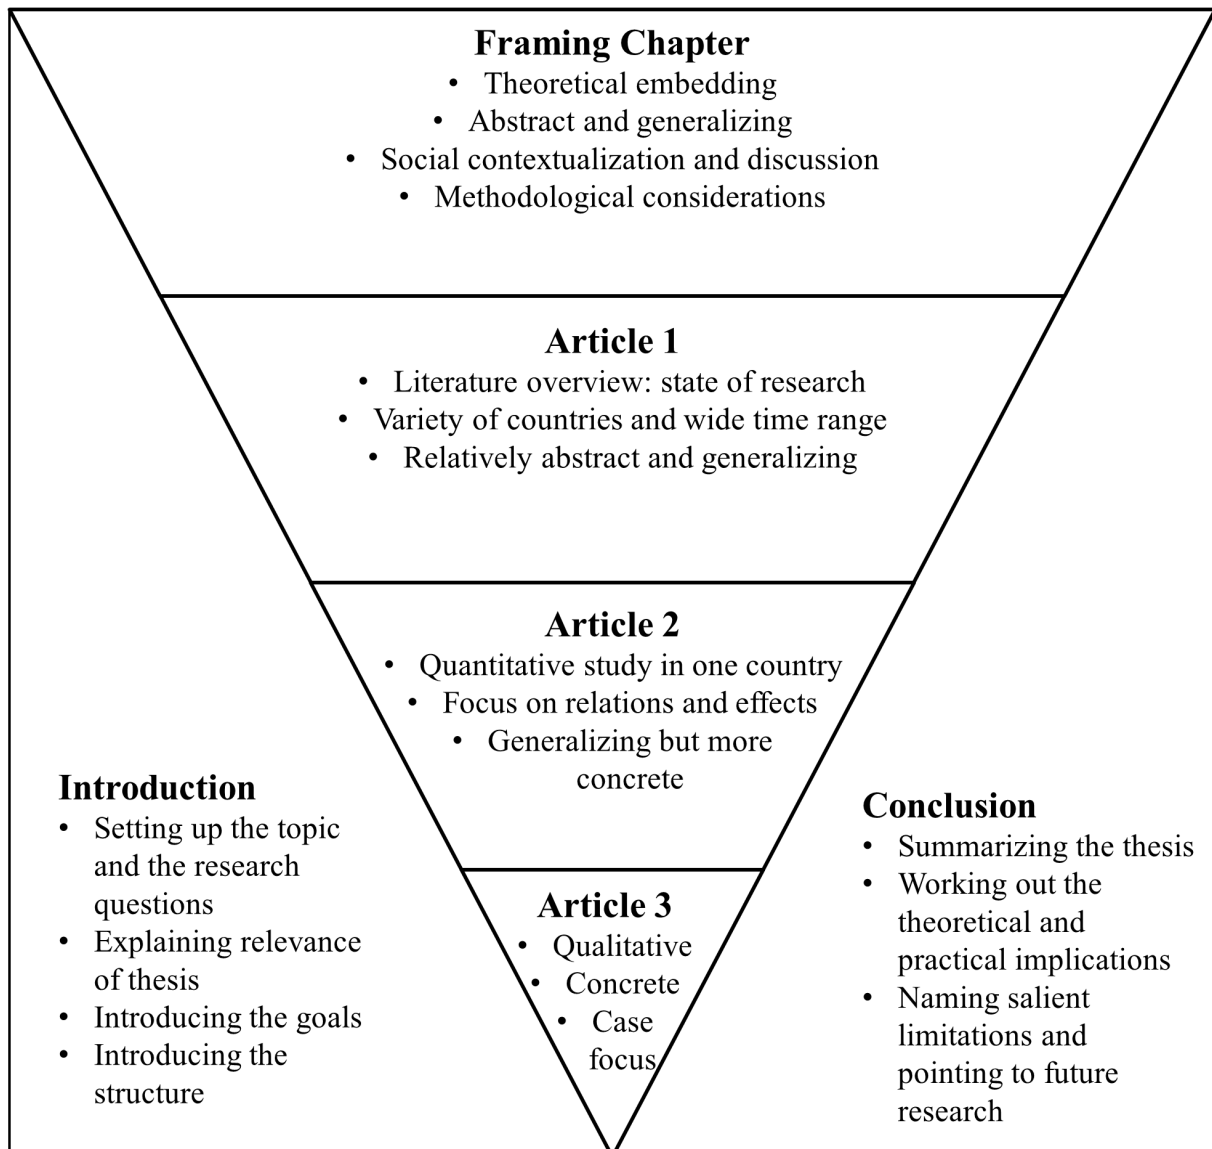 Framing Chapter
• Theoretical embedding
• Abstract and generalizing
• Social contextualization and discussion
• Methodological considerations
Article 1
• Literature overview: state of research
• Variety of countries and wide time range
• Relatively abstract and generalizing
Article 2
• Quantitative study in one country
• Focus on relations and effects
• Generalizing but more
concrete
Article 3
• Qualitative
• Concrete
• Case
focus
Introduction
• Setting up the topic
and the research
questions
• Explaining relevance
of thesis
• Introducing the goals
• Introducing the
structure
Conclusion
• Summarizing the thesis
• Working out the
theoretical and
practical implications
• Naming salient
limitations and
pointing to future
research